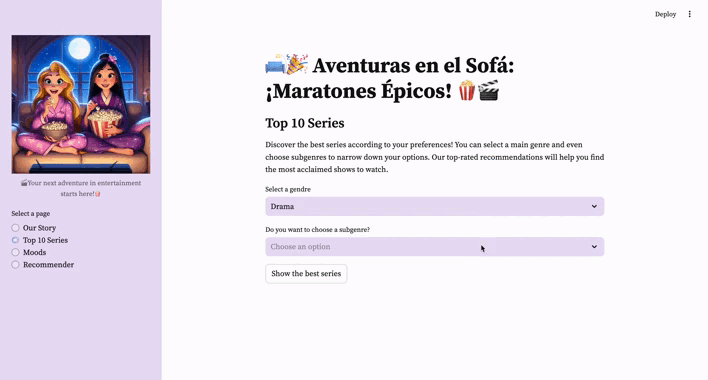 Deploy
🛋️🎉 Aventuras en el Sofá:
¡Maratones Épicos! 🍿🎬
Top 10 Series
Discover the best series according to your preferences! You can select a main genre and even
choose subgenres to narrow down your options. Our top-rated recommendations will help you find
the most acclaimed shows to watch.
Select a gendre
Drama
Do you want to choose a subgenre?
Choose an option
Show the best series
🎬Your next adventure in entertainment
starts here!🍿
Select a page
Our Story
Top 10 Series
Moods
Recommender